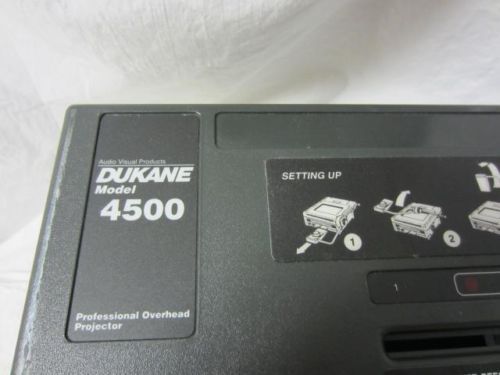 Audio Visual Products
DUKANE
Model
4500
Professional Overhead
Projector
SETTING UP
1
2
1